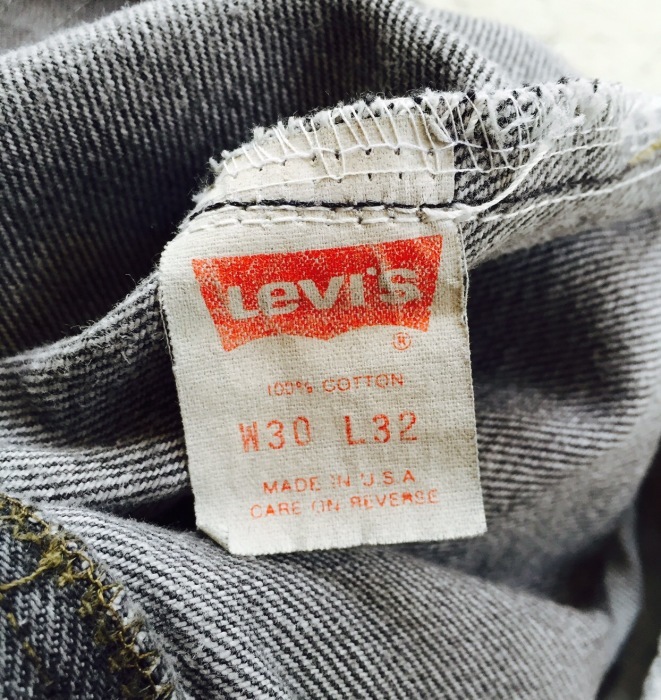 Levi's
®
100% COTTON
W30 L32
MADE IN U.S.A
CARE ON REVERSE